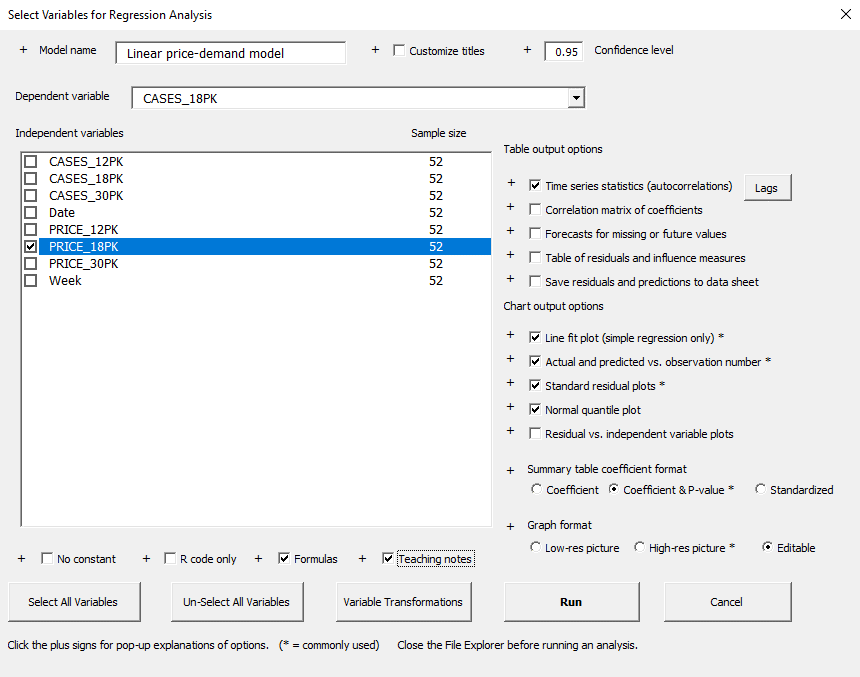 Select Variables for Regression Analysis
+ Model name Linear price-demand model + Customize titles + 0.95 Confidence level
Dependent variable CASES_18PK
Independent variables Sample size
CASES_12PK 52
CASES_18PK 52
CASES_30PK 52
Date 52
PRICE_12PK 52
PRICE_18PK 52
PRICE_30PK 52
Week 52
Table output options
+ Time series statistics (autocorrelations) Lags
+ Correlation matrix of coefficients
+ Forecasts for missing or future values
+ Table of residuals and influence measures
+ Save residuals and predictions to data sheet
Chart output options
+ Line fit plot (simple regression only) *
+ Actual and predicted vs. observation number *
+ Standard residual plots *
+ Normal quantile plot
+ Residual vs. independent variable plots
+ Summary table coefficient format
Coefficient Coefficient & P-value * Standardized
+ Graph format
Low-res picture High-res picture * Editable
+ No constant + R code only + Formulas + Teaching notes
Select All Variables Un-Select All Variables Variable Transformations Run Cancel
Click the plus signs for pop-up explanations of options. (* = commonly used) Close the File Explorer before running an analysis.